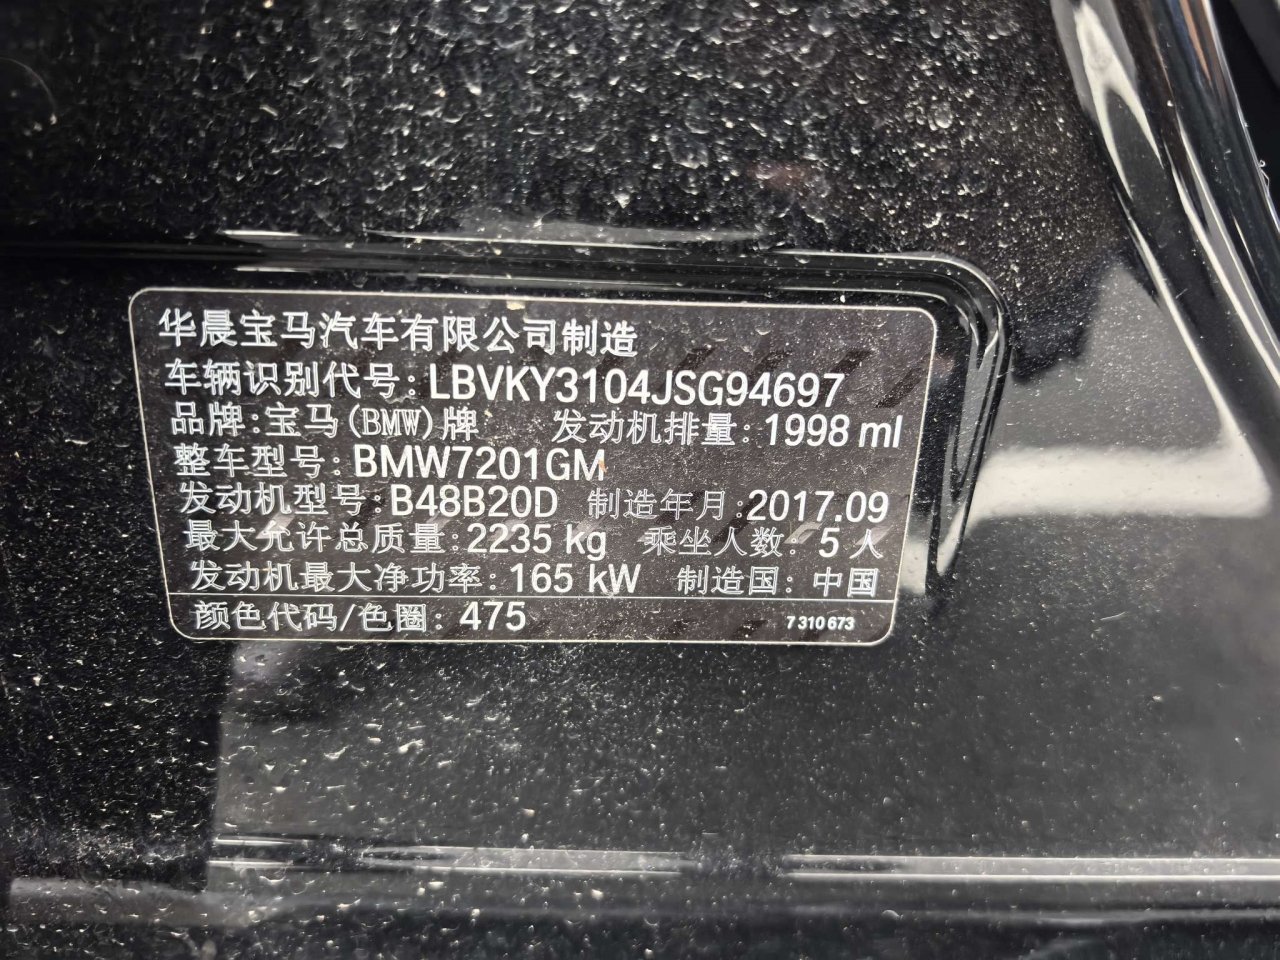 华晨宝马汽车有限公司制造
车辆识别代号: LBVKY3104JSG94697
品牌: 宝马(BMW)牌 发动机排量: 1998 ml
整车型号: BMW7201GM
发动机型号: B48B20D 制造年月: 2017.09
最大允许总质量: 2235 kg 乘坐人数: 5 人
发动机最大净功率: 165 kW 制造国: 中国
颜色代码/色圈: 475 7310673